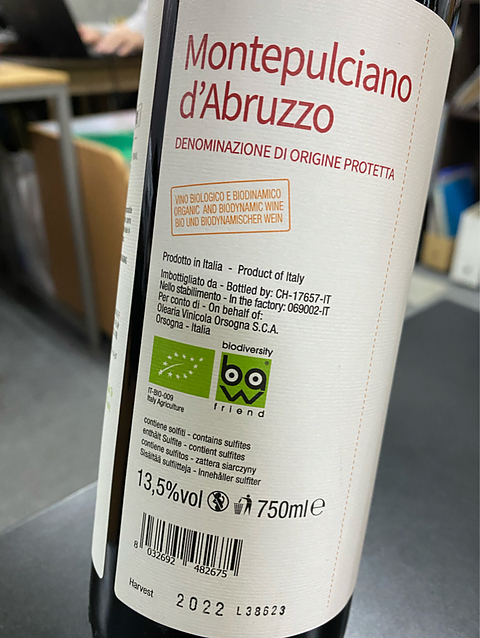 Montepulciano
d'Abruzzo
DENOMINAZIONE DI ORIGINE PROTETTA
VINO BIOLOGICO E BIODINAMICO
ORGANIC AND BIODYNAMIC WINE
BIO UND BIODYNAMISCHER WEIN
Prodotto in Italia - Product of Italy
Imbottigliato da - Bottled by: CH-17657-IT
Nello stabilimento - In the factory: 069002-IT
Per conto di - On behalf of:
Olearia Vinicola Orsogna S.C.A.
Orsogna - Italia
biodiversity
baw
friend
IT-BIO-009
Italy Agriculture
contiene solfiti - contains sulfites
enthält Sulfite - contient sulfites
contiene sulfitos - zattera siarczyny
Sisältää sulfiitteja - Innehåller sulfiter
13,5%vol 750ml e
8 032692 482675
Harvest 2022 L38623